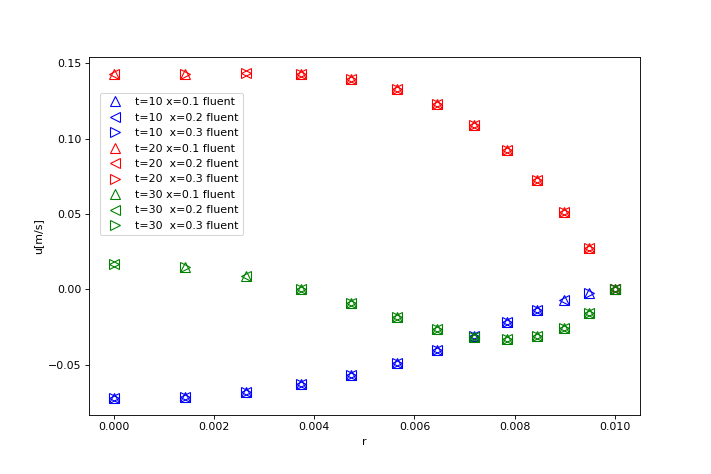 0.15
0.10
0.05
0.00
−0.05
u[m/s]
t=10 x=0.1 fluent
t=10  x=0.2 fluent
t=10  x=0.3 fluent
t=20 x=0.1 fluent
t=20  x=0.2 fluent
t=20  x=0.3 fluent
t=30 x=0.1 fluent
t=30  x=0.2 fluent
t=30  x=0.3 fluent
0.000 0.002 0.004 0.006 0.008 0.010
r